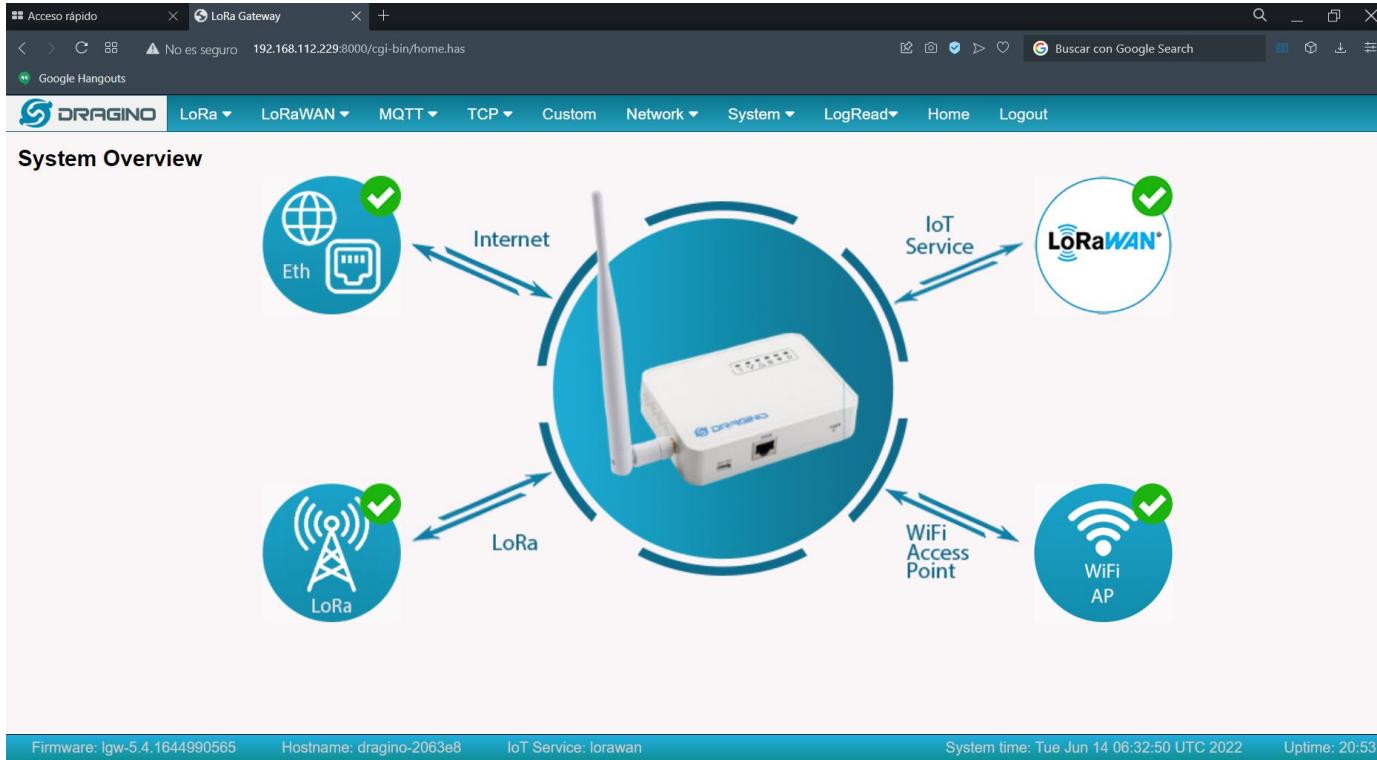 Acceso rápido LoRa Gateway
No es seguro 192.168.112.229:8000/cgi-bin/home.has Buscar con Google Search
Google Hangouts
DRAGINO LoRa LoRaWAN MQTT TCP Custom Network System LogRead Home Logout
System Overview
Eth
Internet
IoT
Service
LoRaWAN®
DRAGINO
LoRa
LoRa
WiFi
Access
Point
WiFi
AP
Firmware: lgw-5.4.1644990565 Hostname: dragino-2063e8 IoT Service: lorawan System time: Tue Jun 14 06:32:50 UTC 2022 Uptime: 20:53